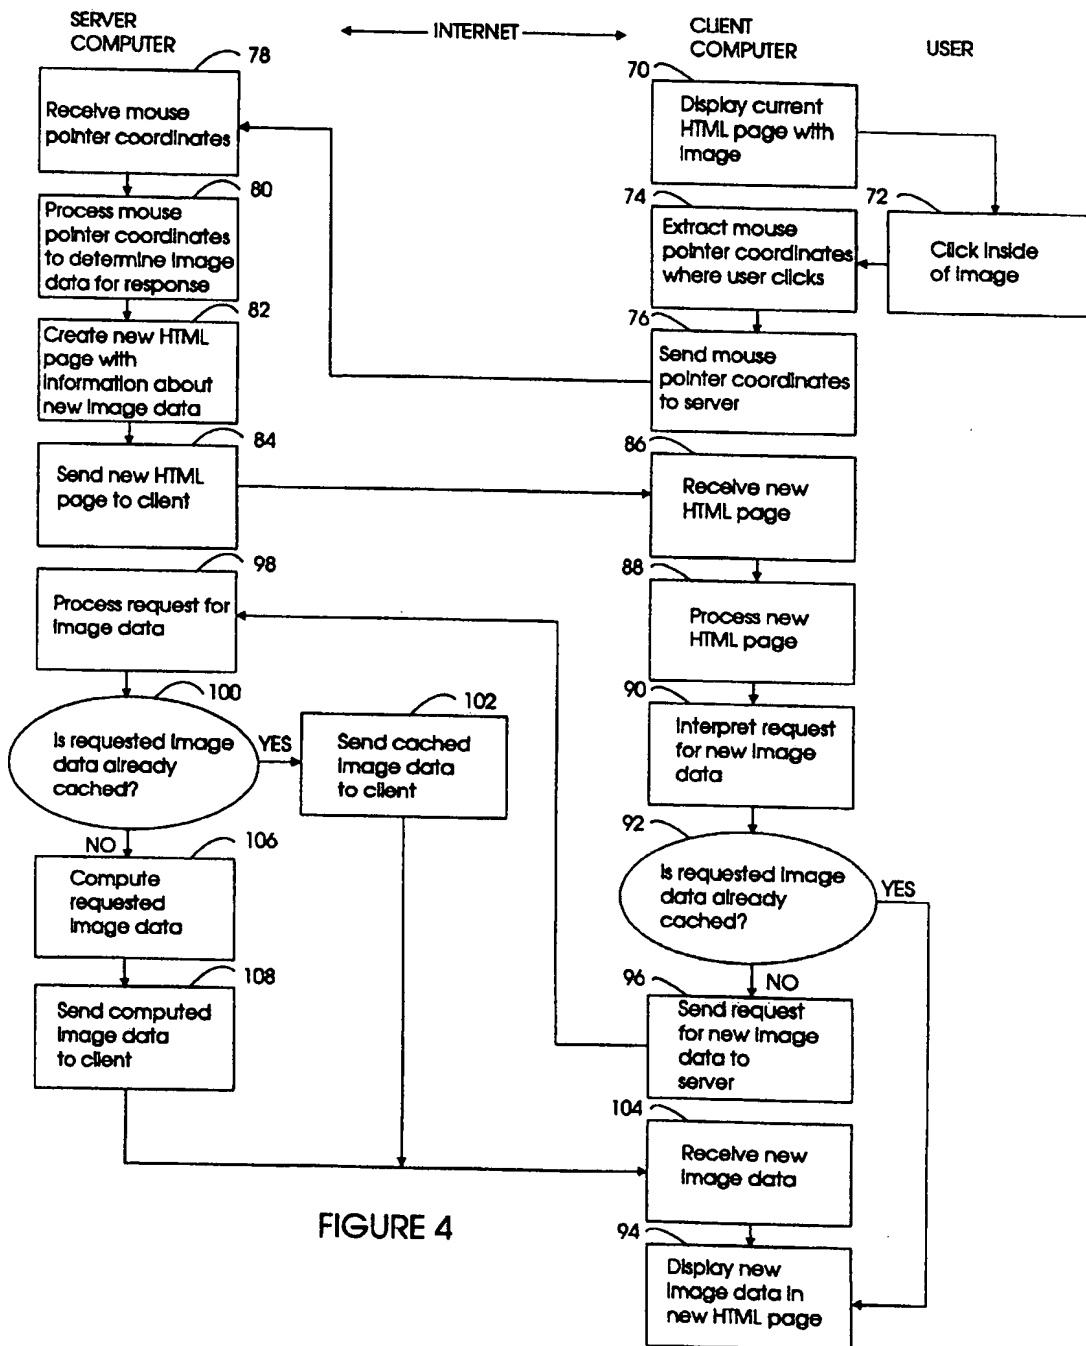 SERVER
COMPUTER
INTERNET
CLIENT
COMPUTER
USER
78
Receive mouse
pointer coordinates
70
Display current
HTML page with
image
80
Process mouse
pointer coordinates
to determine image
data for response
74
Extract mouse
pointer coordinates
where user clicks
72
Click inside
of image
82
Create new HTML
page with
information about
new image data
76
Send mouse
pointer coordinates
to server
84
Send new HTML
page to client
86
Receive new
HTML page
98
Process request for
image data
88
Process new
HTML page
100
Is requested image
data already
cached?
YES
102
Send cached
image data
to client
90
Interpret request
for new image
data
NO
106
Compute
requested
image data
92
Is requested image
data already
cached?
YES
108
Send computed
image data
to client
NO
96
Send request
for new image
data to
server
104
Receive new
image data
94
Display new
image data in
new HTML page
FIGURE 4